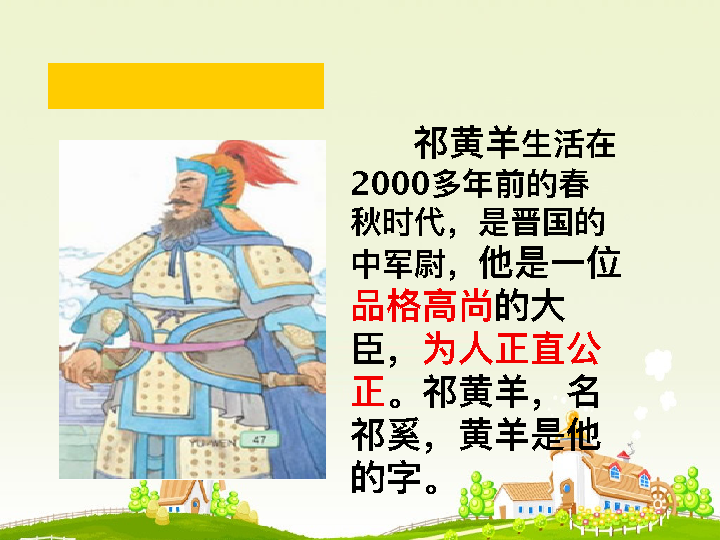 祁黄羊生活在
2000多年前的春
秋时代，是晋国的
中军尉，他是一位
品格高尚的大
臣，为人正直公
正。祁黄羊，名
祁奚，黄羊是他
的字。
YU WEN
47